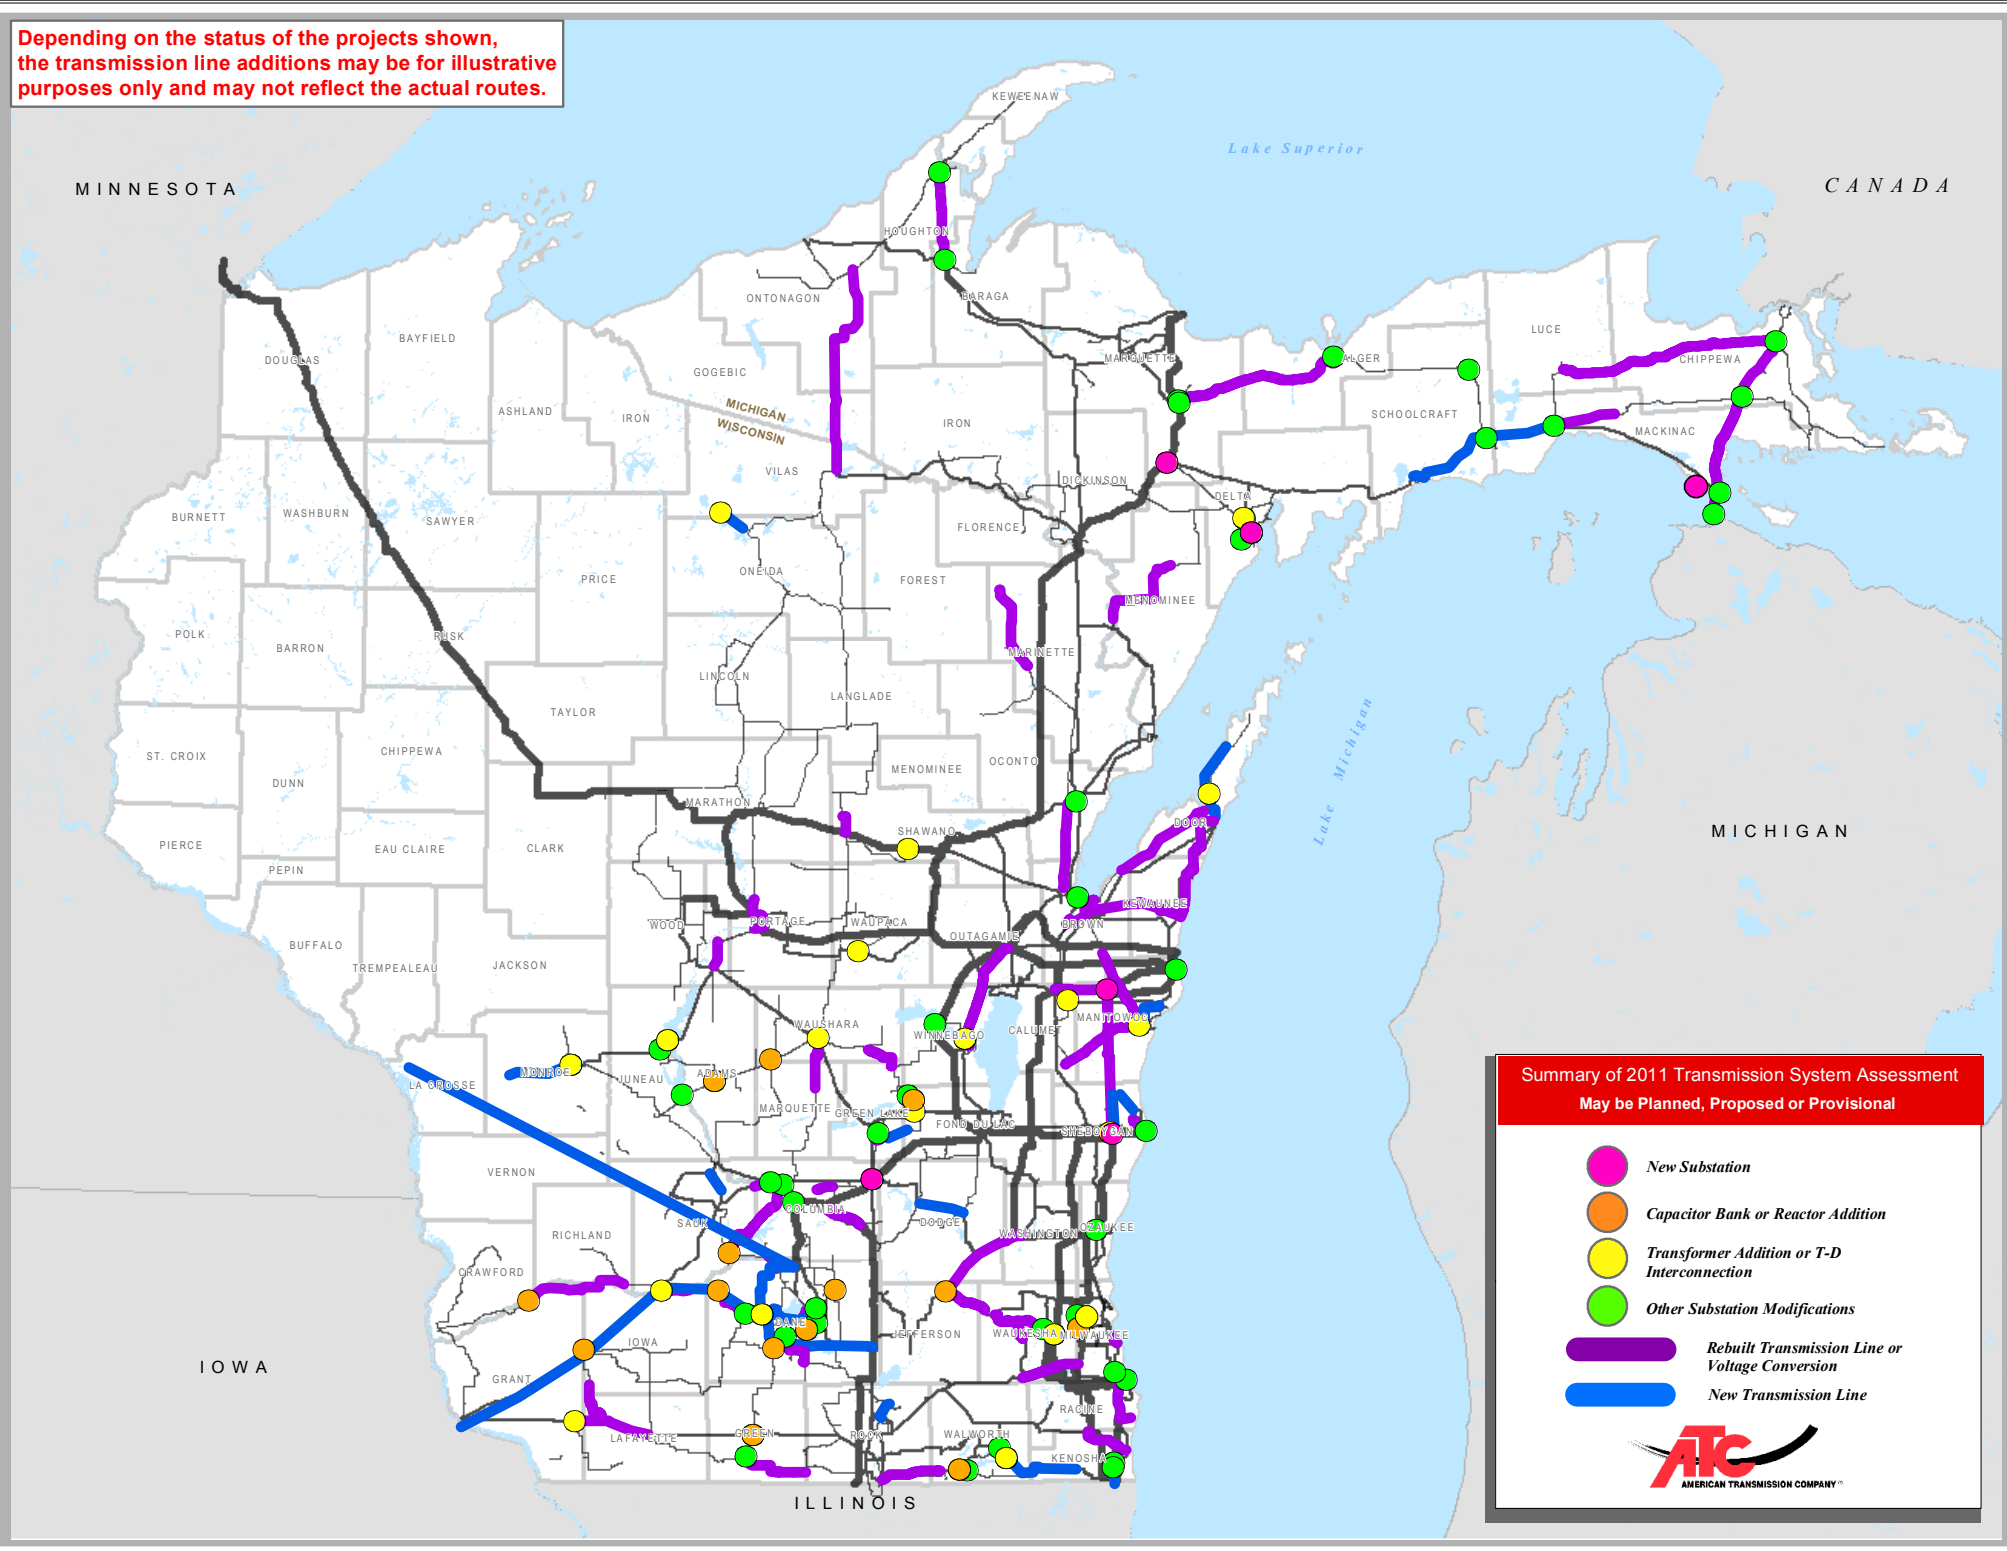 Depending on the status of the projects shown,
the transmission line additions may be for illustrative
purposes only and may not reflect the actual routes.
KEWEENAW
Lake Superior
MINNESOTA
CANADA
HOUGHTON
ONTONAGON
BARAGA
LUCE
BAYFIELD
DOUGLAS
MARQUETTE
ALGER
CHIPPEWA
GOGEBIC
MICHIGAN
WISCONSIN
ASHLAND
IRON
IRON
SCHOOLCRAFT
MACKINAC
VILAS
DICKINSON
DELTA
BURNETT
WASHBURN
SAWYER
FLORENCE
PRICE
ONEIDA
FOREST
MENOMINEE
POLK
BARRON
RUSK
MARINETTE
LINCOLN
LANGLADE
TAYLOR
Lake Michigan
ST. CROIX
DUNN
CHIPPEWA
MENOMINEE
OCONTO
MARATHON
DOOR
SHAWANO
MICHIGAN
PIERCE
EAU CLAIRE
CLARK
PEPIN
KEWAUNEE
WOOD
PORTAGE
WAUPACA
BROWN
OUTAGAMIE
BUFFALO
TREMPEALEAU
JACKSON
WAUSHARA
WINNEBAGO
CALUMET
MANITOWOC
MONROE
LA CROSSE
JUNEAU
ADAMS
MARQUETTE
GREEN LAKE
FOND DU LAC
SHEBOYGAN
VERNON
COLUMBIA
SAUK
DODGE
RICHLAND
WASHINGTON
OZAUKEE
CRAWFORD
DANE
IOWA
JEFFERSON
WAUKESHA
MILWAUKEE
IOWA
GRANT
RACINE
LAFAYETTE
GREEN
ROCK
WALWORTH
KENOSHA
ILLINOIS
Summary of 2011 Transmission System Assessment
May be Planned, Proposed or Provisional
New Substation
Capacitor Bank or Reactor Addition
Transformer Addition or T-D
Interconnection
Other Substation Modifications
Rebuilt Transmission Line or
Voltage Conversion
New Transmission Line
ATC
AMERICAN TRANSMISSION COMPANY